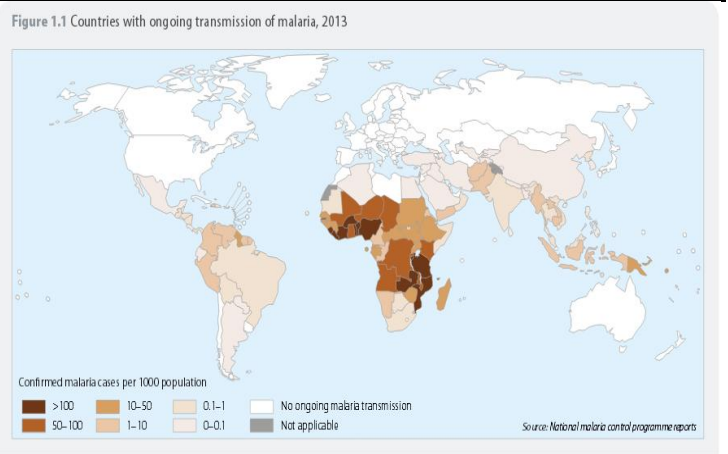 Figure 1.1 Countries with ongoing transmission of malaria, 2013
Confirmed malaria cases per 1000 population
>100
10–50
0.1–1
No ongoing malaria transmission
50–100
1–10
0–0.1
Not applicable
Source: National malaria control programme reports